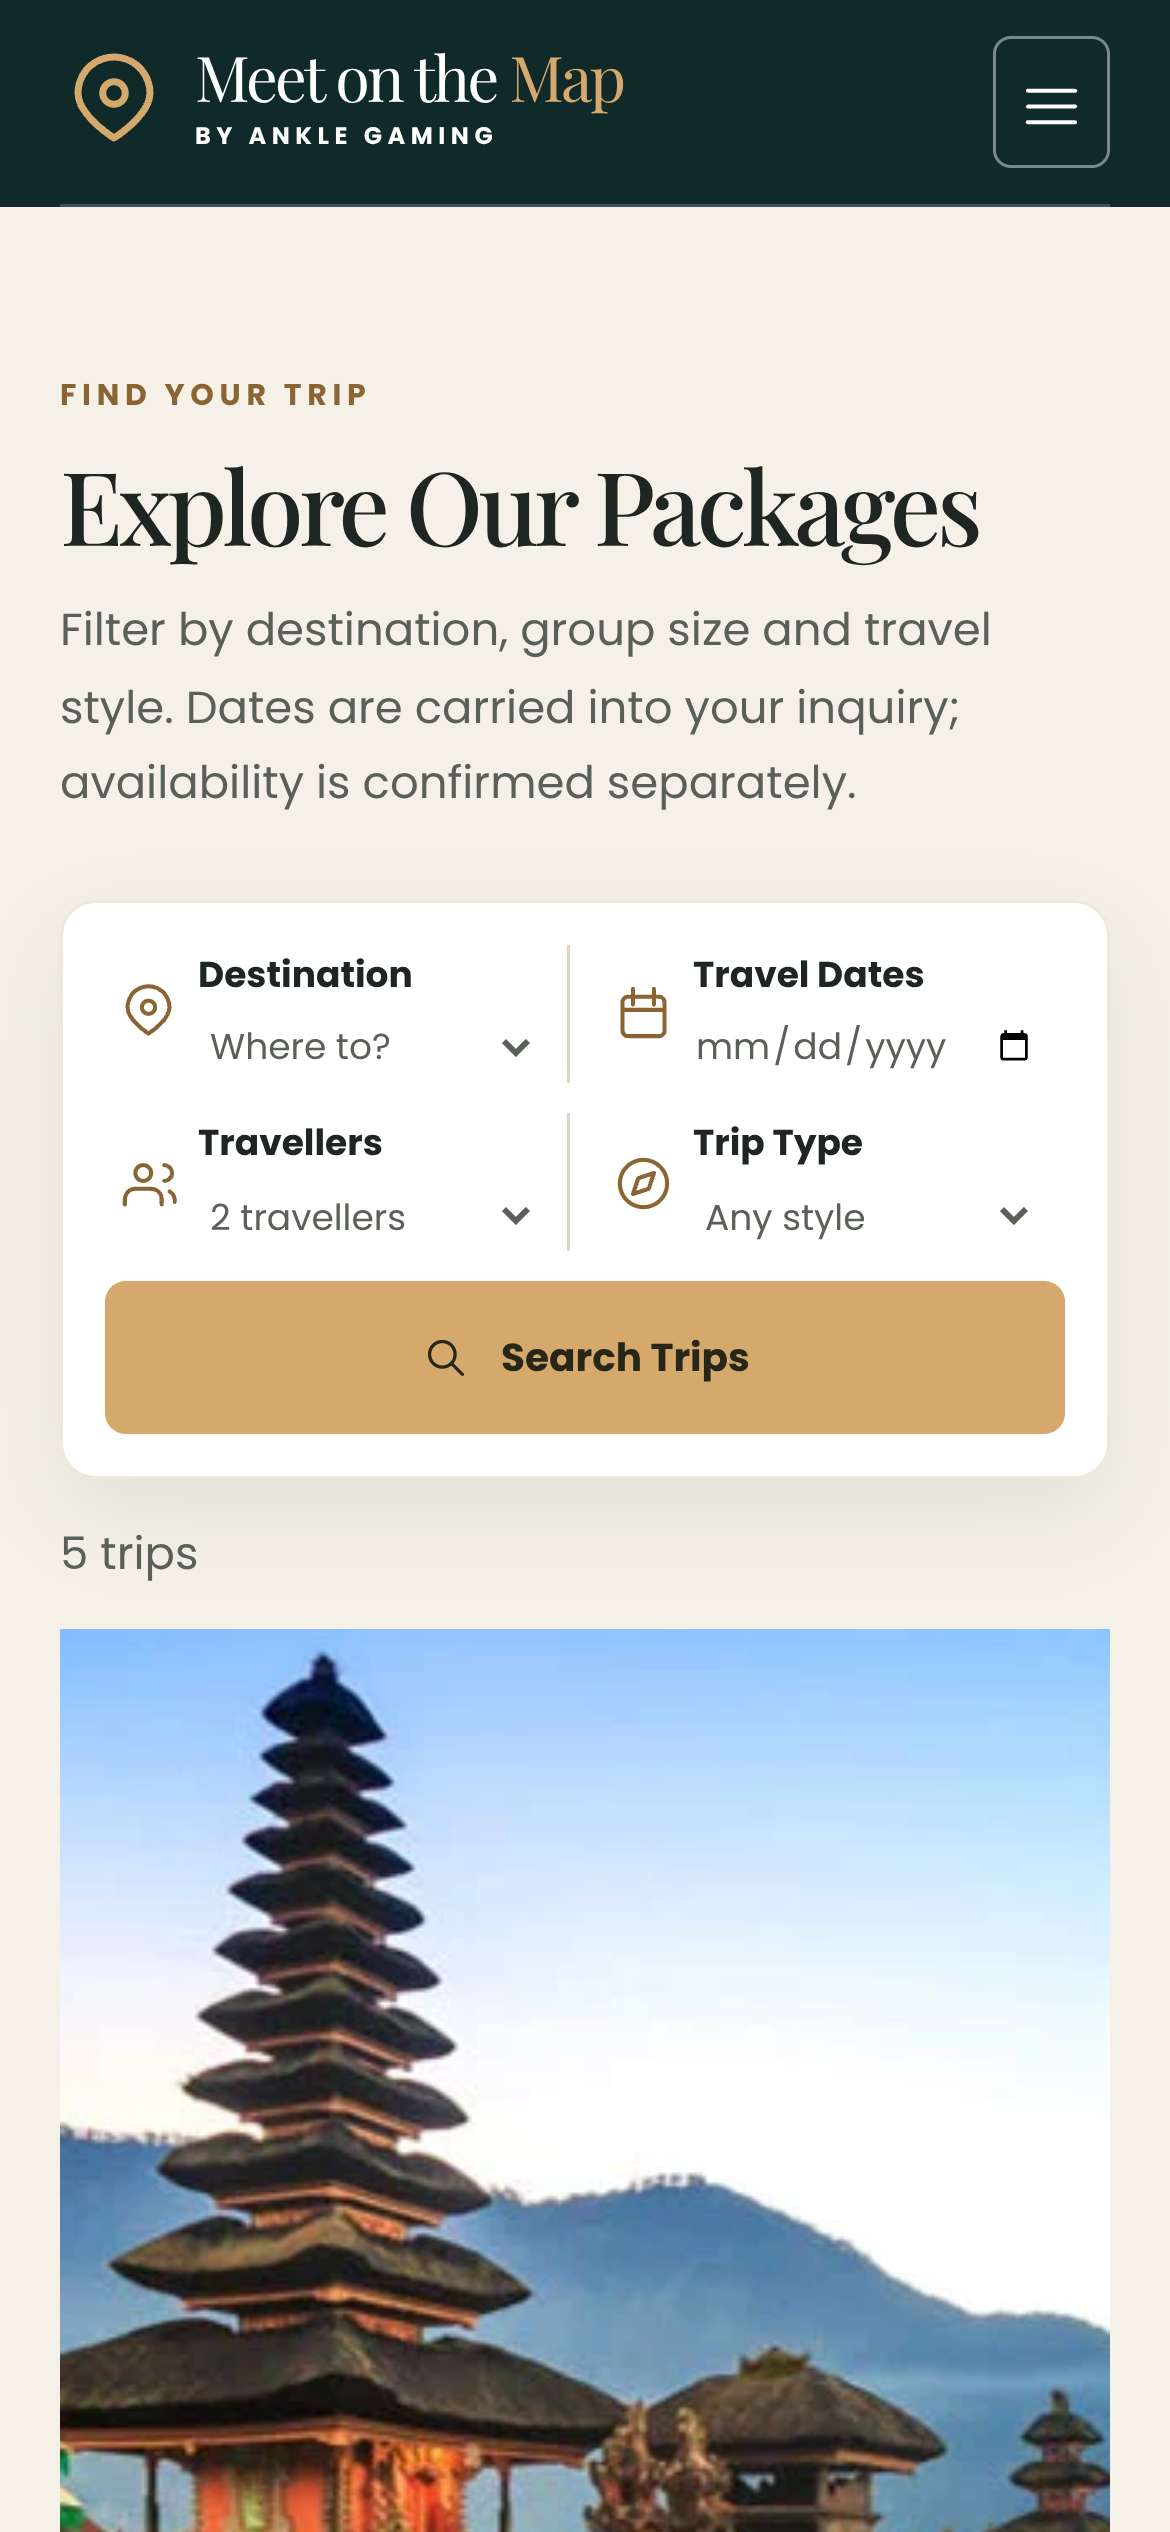 Meet on the Map
BY ANKLE GAMING
FIND YOUR TRIP
Explore Our Packages
Filter by destination, group size and travel
style. Dates are carried into your inquiry;
availability is confirmed separately.
Destination
Where to?
Travel Dates
mm/dd/yyyy
Travellers
2 travellers
Trip Type
Any style
Search Trips
5 trips